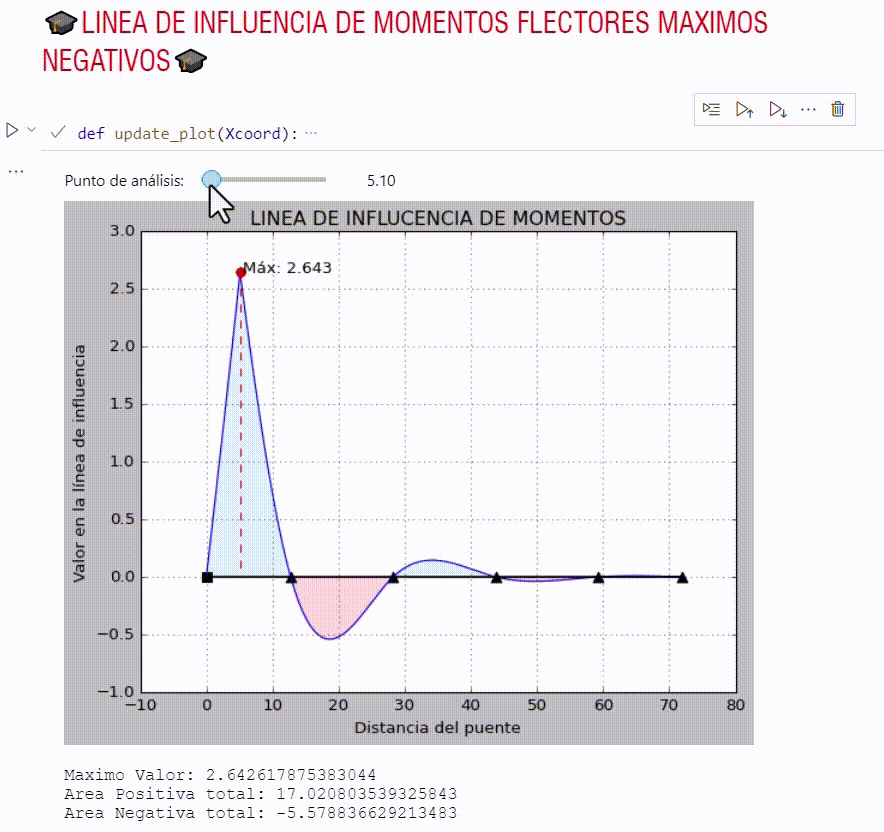 🎓LINEA DE INFLUENCIA DE MOMENTOS FLECTORES MAXIMOS
NEGATIVOS🎓
def update_plot(Xcoord): ···
Punto de análisis:
5.10
LINEA DE INFLUCENCIA DE MOMENTOS
Máx: 2.643
3.0
2.5
2.0
1.5
1.0
0.5
0.0
−0.5
−1.0
Valor en la línea de influencia
−10 0 10 20 30 40 50 60 70 80
Distancia del puente
Maximo Valor: 2.642617875383044
Area Positiva total: 17.020803539325843
Area Negativa total: -5.578836629213483